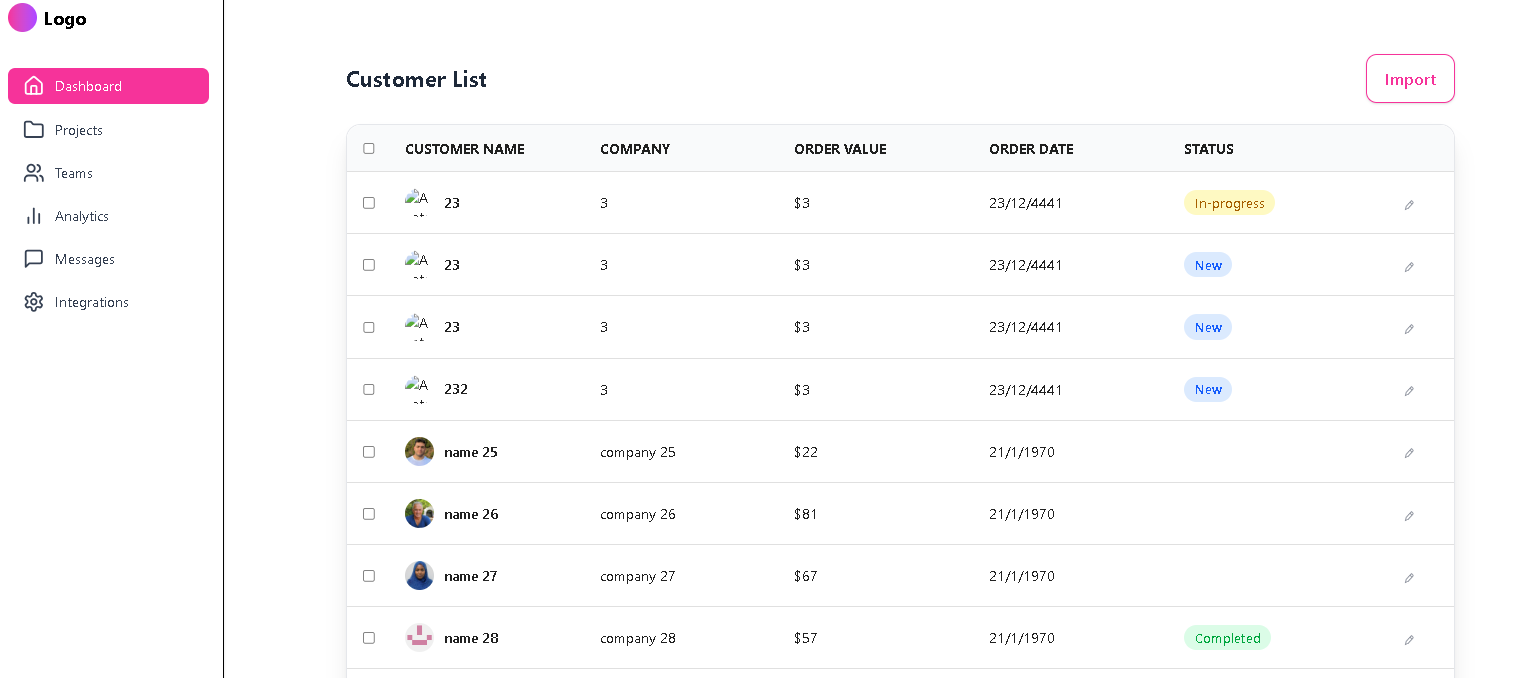 Logo
Dashboard
Projects
Teams
Analytics
Messages
Integrations
Customer List
Import
CUSTOMER NAME COMPANY ORDER VALUE ORDER DATE STATUS
23 3 $3 23/12/4441 In-progress
23 3 $3 23/12/4441 New
23 3 $3 23/12/4441 New
232 3 $3 23/12/4441 New
name 25 company 25 $22 21/1/1970
name 26 company 26 $81 21/1/1970
name 27 company 27 $67 21/1/1970
name 28 company 28 $57 21/1/1970 Completed